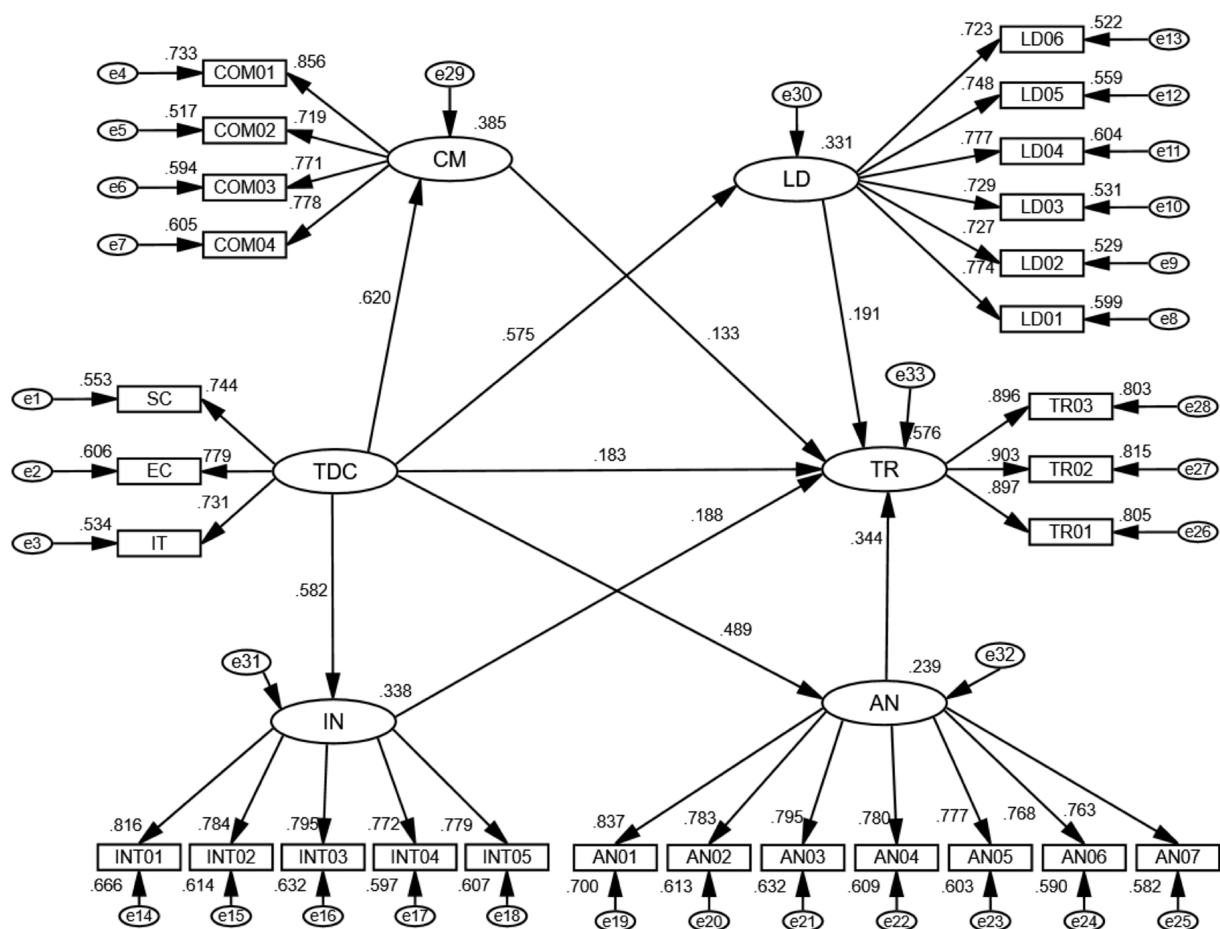 e4 .733 COM01 .856
e5 .517 COM02 .719
e6 .594 COM03 .771
e7 .605 COM04 .778
e29 .385
CM
e30 .331
LD
.723 LD06 .522 e13
.748 LD05 .559 e12
.777 LD04 .604 e11
.729 LD03 .531 e10
.727 LD02 .529 e9
.774 LD01 .599 e8
.620
.575
.133
.191
e1 .553 SC .744
e2 .606 EC .779
e3 .534 IT .731
TDC
.183
e33
.576
TR
.896 TR03 .803 e28
.903 TR02 .815 e27
.897 TR01 .805 e26
.188
.344
.582
.489
e31 .338
IN
e32
.239
AN
.816 .784 .795 .772 .779
INT01 INT02 INT03 INT04 INT05
.666 .614 .632 .597 .607
e14 e15 e16 e17 e18
.837 .783 .795 .780 .777 .768 .763
AN01 AN02 AN03 AN04 AN05 AN06 AN07
.700 .613 .632 .609 .603 .590 .582
e19 e20 e21 e22 e23 e24 e25